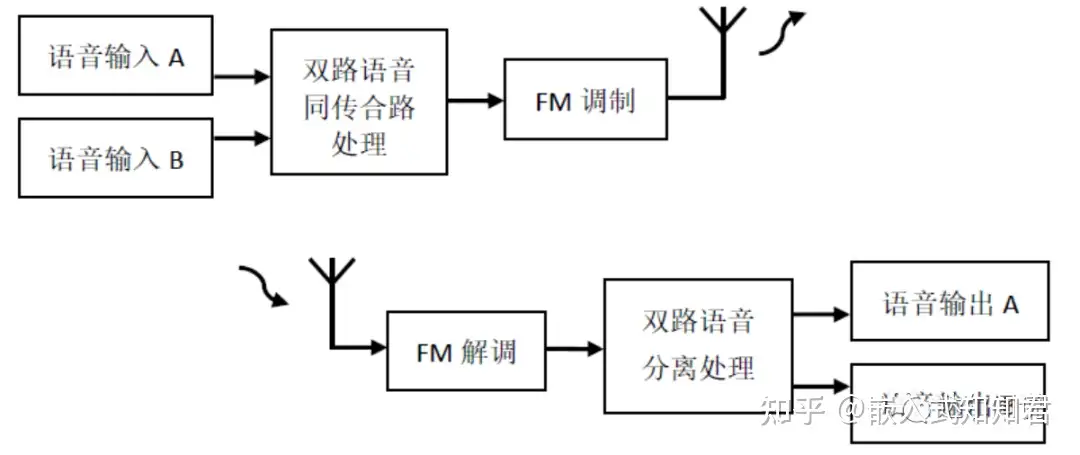 语音输入 A
语音输入 B
双路语音
同传合路
处理
FM 调制
FM 解调
双路语音
分离处理
语音输出 A
知乎 @嵌入式知知君